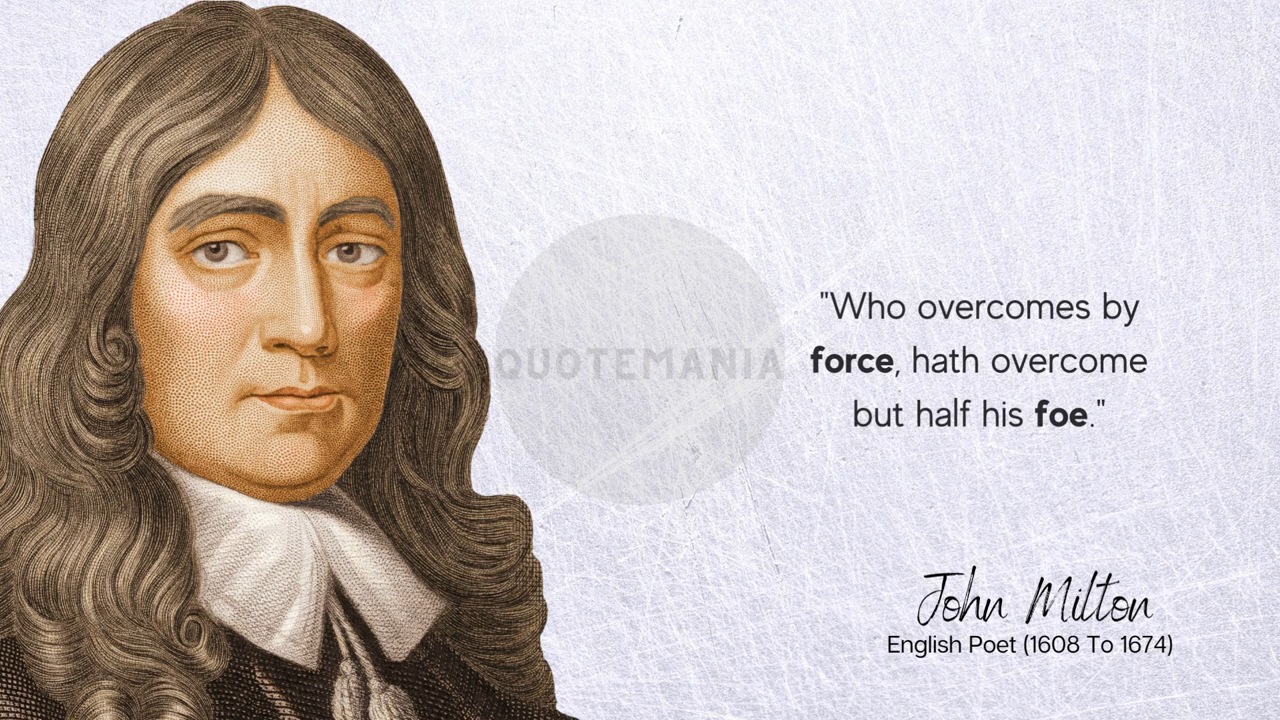 "Who overcomes by
force, hath overcome
but half his foe."
QUOTEMANIA
John Milton
English Poet (1608 To 1674)